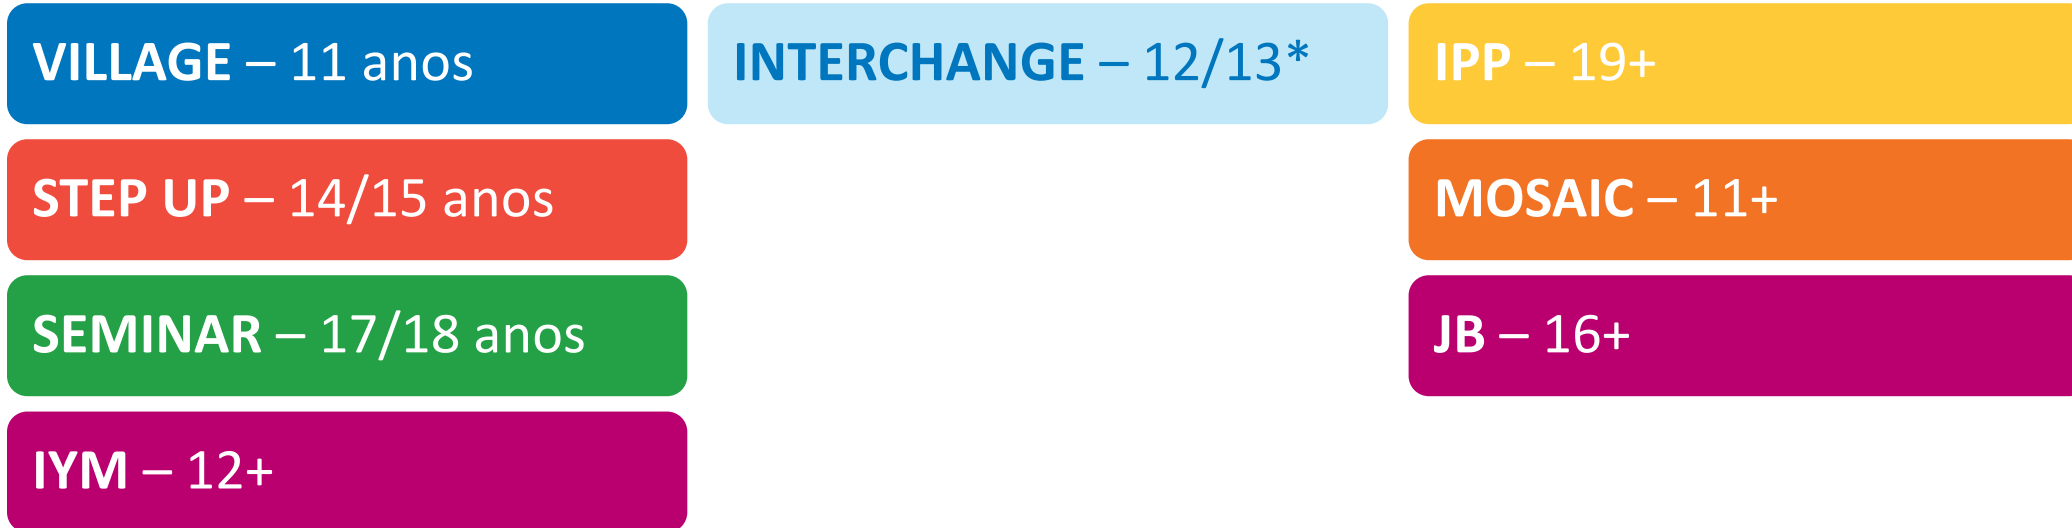 VILLAGE – 11 anos
STEP UP – 14/15 anos
SEMINAR – 17/18 anos
IYM – 12+
INTERCHANGE – 12/13*
IPP – 19+
MOSAIC – 11+
JB – 16+